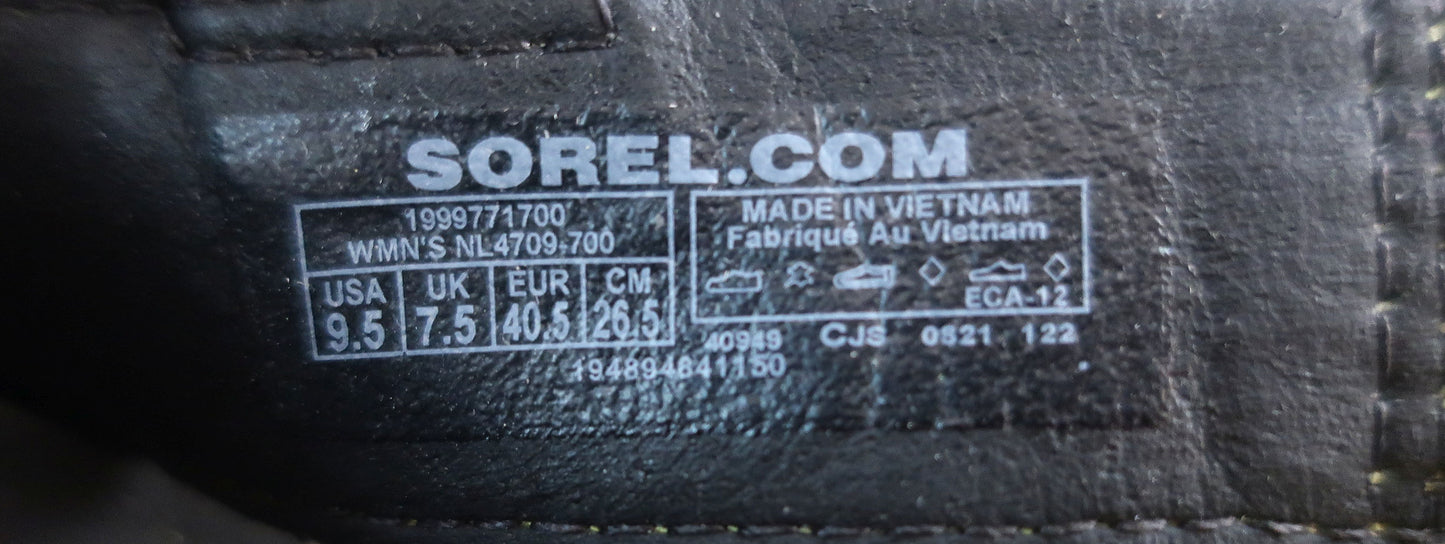 SOREL.COM
1999771700
WMN'S NL4709-700
USA UK EUR CM
9.5 7.5 40.5 26.5
MADE IN VIETNAM
Fabriqué Au Vietnam
ECA-12
40949 CJS 0821 122
194894641150